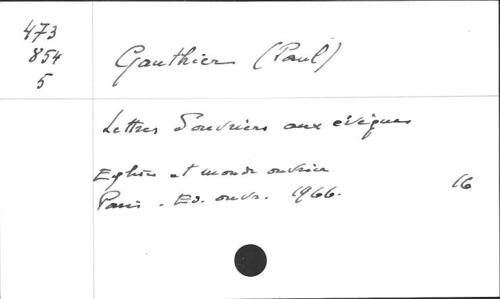 473
854
5
Gauthier (Paul)
Lettres d'ouvriers aux évêques
Eglise et monde ouvrier
Paris. Ed. ouvr. 1966.
16